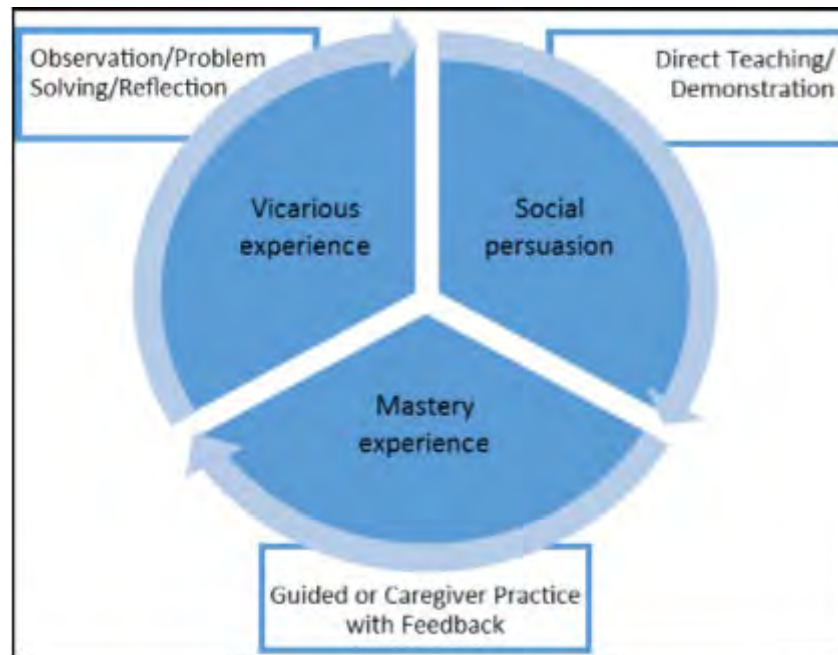 Observation/Problem
Solving/Reflection
Direct Teaching/
Demonstration
Vicarious
experience
Social
persuasion
Mastery
experience
Guided or Caregiver Practice
with Feedback